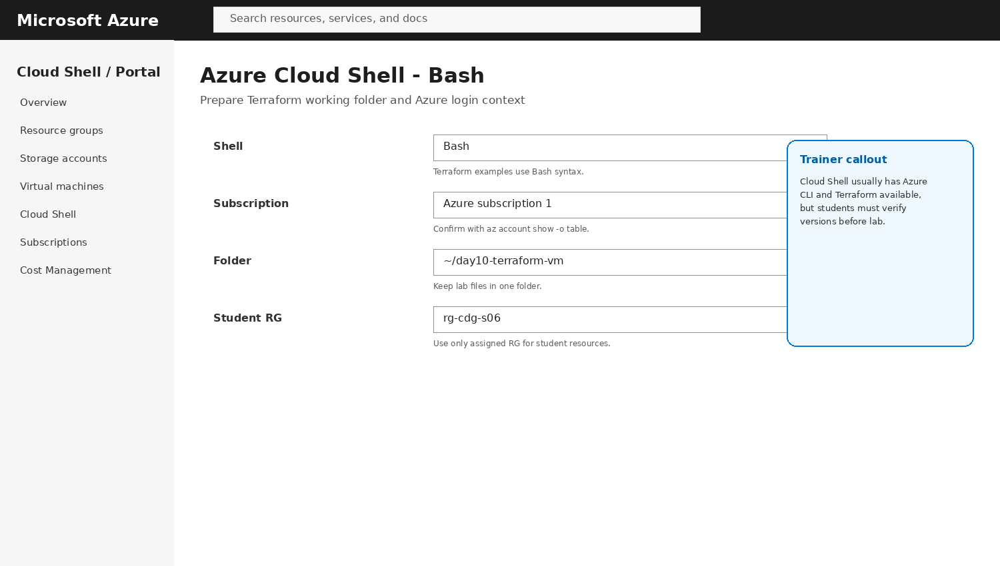 Microsoft Azure
Search resources, services, and docs
Cloud Shell / Portal
Overview
Resource groups
Storage accounts
Virtual machines
Cloud Shell
Subscriptions
Cost Management
Azure Cloud Shell - Bash
Prepare Terraform working folder and Azure login context
Shell
Bash
Terraform examples use Bash syntax.
Subscription
Azure subscription 1
Confirm with az account show -o table.
Folder
~/day10-terraform-vm
Keep lab files in one folder.
Student RG
rg-cdg-s06
Use only assigned RG for student resources.
Trainer callout
Cloud Shell usually has Azure
CLI and Terraform available,
but students must verify
versions before lab.